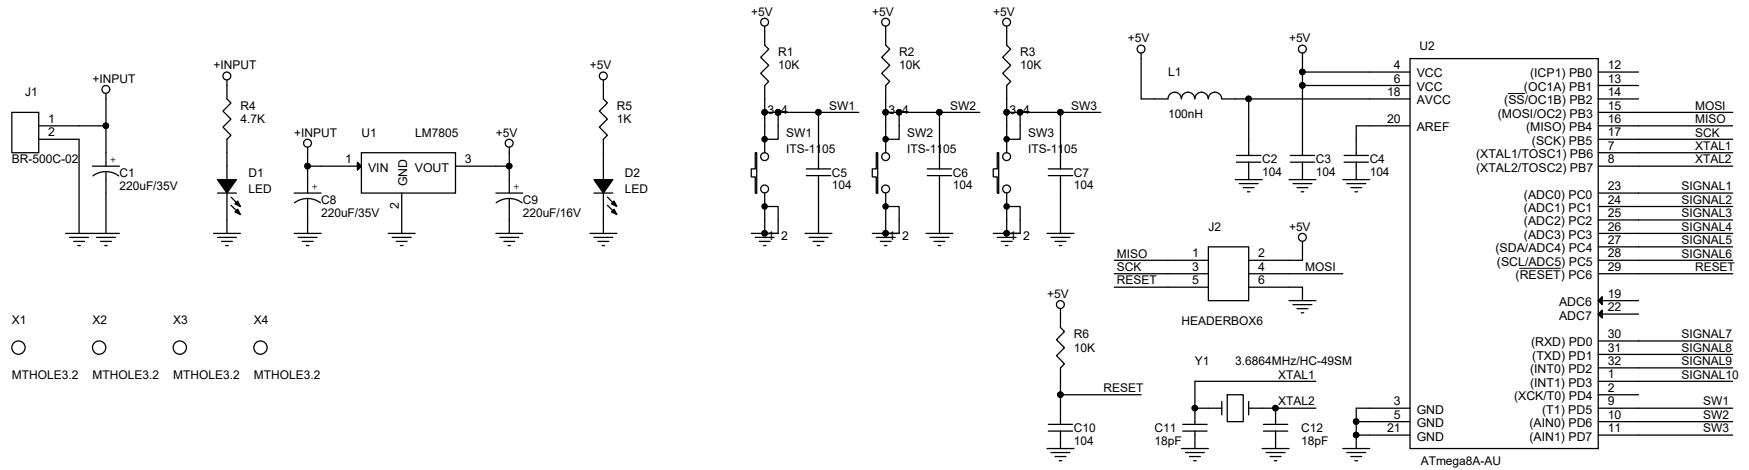 J1
+INPUT
1
2
BR-500C-02
+
C1
220uF/35V
+INPUT
R4
4.7K
D1
LED
+INPUT
U1
LM7805
1
VIN
VOUT
GND
3
2
+
C8
220uF/35V
+5V
+
C9
220uF/16V
+5V
R5
1K
D2
LED
+5V
R1
10K
3 4
SW1
SW1
ITS-1105
C5
104
1 2
+5V
R2
10K
3 4
SW2
SW2
ITS-1105
C6
104
1 2
+5V
R3
10K
3 4
SW3
SW3
ITS-1105
C7
104
1 2
+5V
L1
100nH
+5V
C2
104
C3
104
C4
104
J2
+5V
MISO
1
2
SCK
3
4
MOSI
RESET
5
6
HEADERBOX6
+5V
R6
10K
RESET
C10
104
Y1
3.6864MHz/HC-49SM
XTAL1
XTAL2
C11
18pF
C12
18pF
U2
4
VCC
6
VCC
18
AVCC
20
AREF
3
GND
5
GND
21
GND
(ICP1) PB0
12
(OC1A) PB1
13
(SS/OC1B) PB2
14
(MOSI/OC2) PB3
15
MOSI
(MISO) PB4
16
MISO
(SCK) PB5
17
SCK
(XTAL1/TOSC1) PB6
7
XTAL1
(XTAL2/TOSC2) PB7
8
XTAL2
(ADC0) PC0
23
SIGNAL1
(ADC1) PC1
24
SIGNAL2
(ADC2) PC2
25
SIGNAL3
(ADC3) PC3
26
SIGNAL4
(SDA/ADC4) PC4
27
SIGNAL5
(SCL/ADC5) PC5
28
SIGNAL6
(RESET) PC6
29
RESET
ADC6
19
ADC7
22
(RXD) PD0
30
SIGNAL7
(TXD) PD1
31
SIGNAL8
(INT0) PD2
32
SIGNAL9
(INT1) PD3
1
SIGNAL10
(XCK/T0) PD4
2
(T1) PD5
9
SW1
(AIN0) PD6
10
SW2
(AIN1) PD7
11
SW3
ATmega8A-AU
X1
X2
X3
X4
MTHOLE3.2
MTHOLE3.2
MTHOLE3.2
MTHOLE3.2